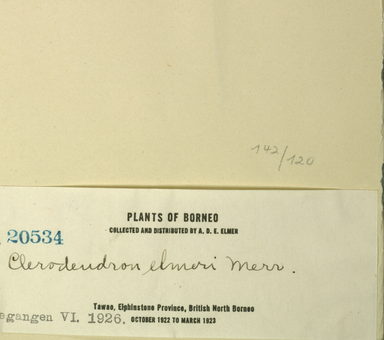 142/120
PLANTS OF BORNEO
COLLECTED AND DISTRIBUTED BY A. D. E. ELMER
20534
Clerodendron elmeri Merr.
Tawao, Elphinstone Province, British North Borneo
egangen VI. 1926. OCTOBER 1922 TO MARCH 1923